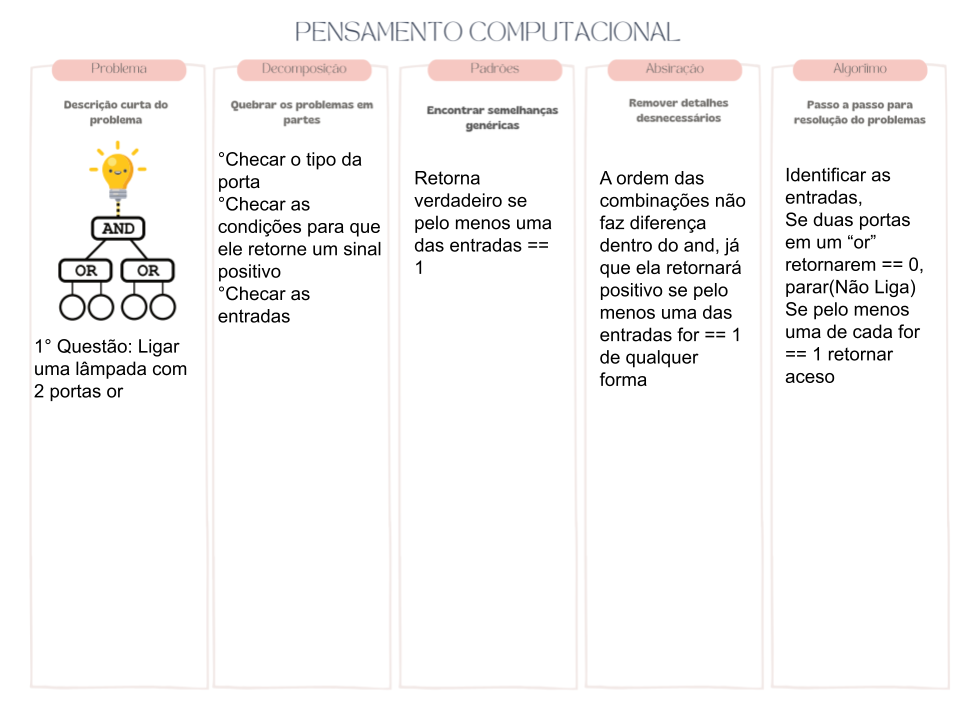 PENSAMENTO COMPUTACIONAL
Problema
Descrição curta do
problema
AND
OR OR
1° Questão: Ligar
uma lâmpada com
2 portas or
Decomposição
Quebrar os problemas em
partes
°Checar o tipo da
porta
°Checar as
condições para que
ele retorne um sinal
positivo
°Checar as
entradas
Padrões
Encontrar semelhanças
genéricas
Retorna
verdadeiro se
pelo menos uma
das entradas ==
1
Abstração
Remover detalhes
desnecessários
A ordem das
combinações não
faz diferença
dentro do and, já
que ela retornará
positivo se pelo
menos uma das
entradas for == 1
de qualquer
forma
Algoritmo
Passo a passo para
resolução do problemas
Identificar as
entradas,
Se duas portas
em um “or”
retornarem == 0,
parar(Não Liga)
Se pelo menos
uma de cada for
== 1 retornar
aceso